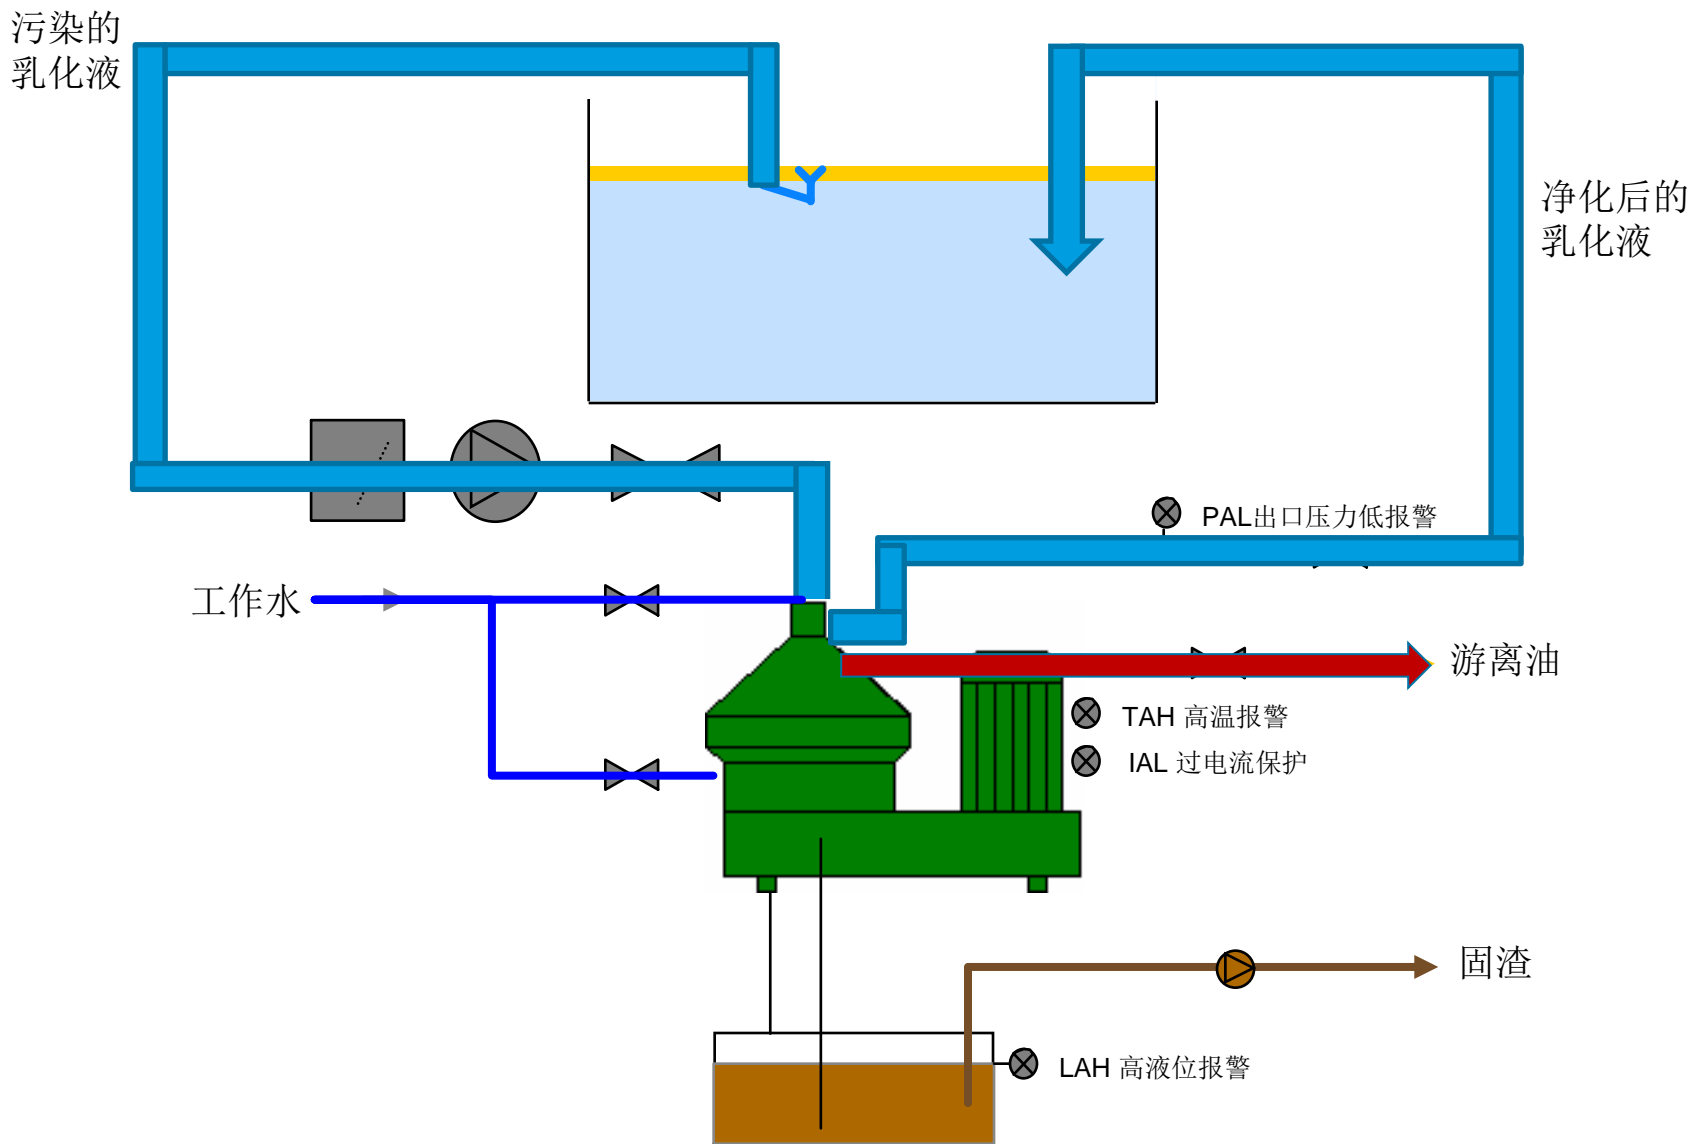 污染的
乳化液
净化后的
乳化液
PAL出口压力低报警
工作水
游离油
TAH 高温报警
IAL 过电流保护
固渣
LAH 高液位报警